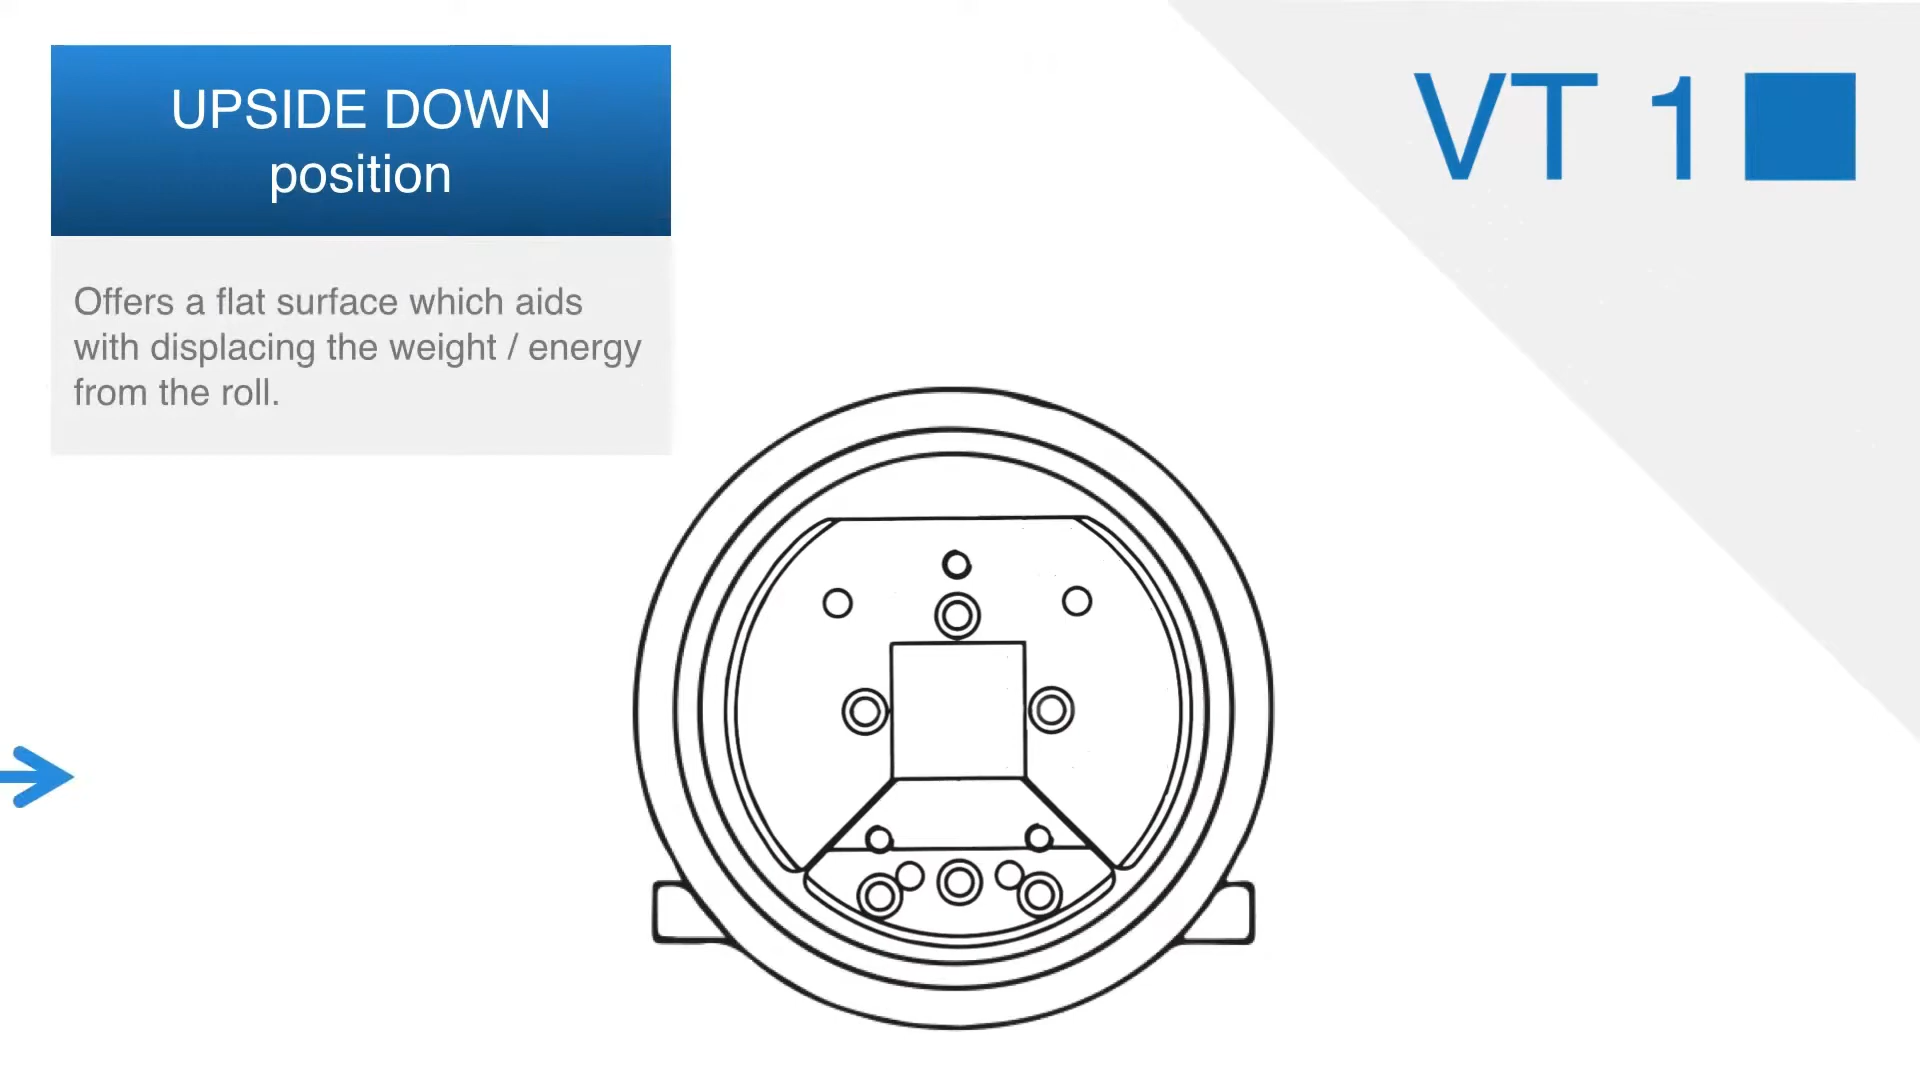 UPSIDE DOWN
position
VT 1
Offers a flat surface which aids
with displacing the weight / energy
from the roll.